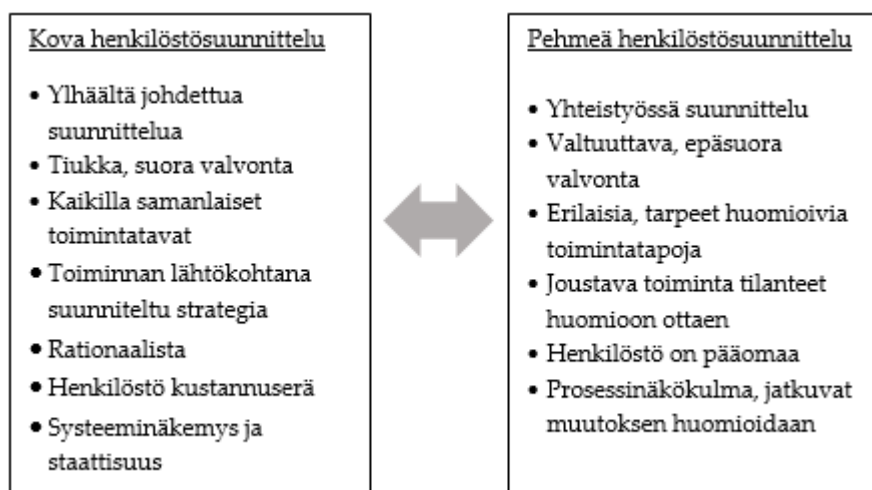 Kova henkilöstösuunnittelu
• Ylhäältä johdettua
suunnittelua
• Tiukka, suora valvonta
• Kaikilla samanlaiset
toimintatavat
• Toiminnan lähtökohtana
suunniteltu strategia
• Rationaalista
• Henkilöstö kustannuserä
• Systeeminäkemys ja
staattisuus
Pehmeä henkilöstösuunnittelu
• Yhteistyössä suunnittelu
• Valtuuttava, epäsuora
valvonta
• Erilaisia, tarpeet huomioivia
toimintatapoja
• Joustava toiminta tilanteet
huomioon ottaen
• Henkilöstö on pääomaa
• Prosessinäkökulma, jatkuvat
muutoksen huomioidaan